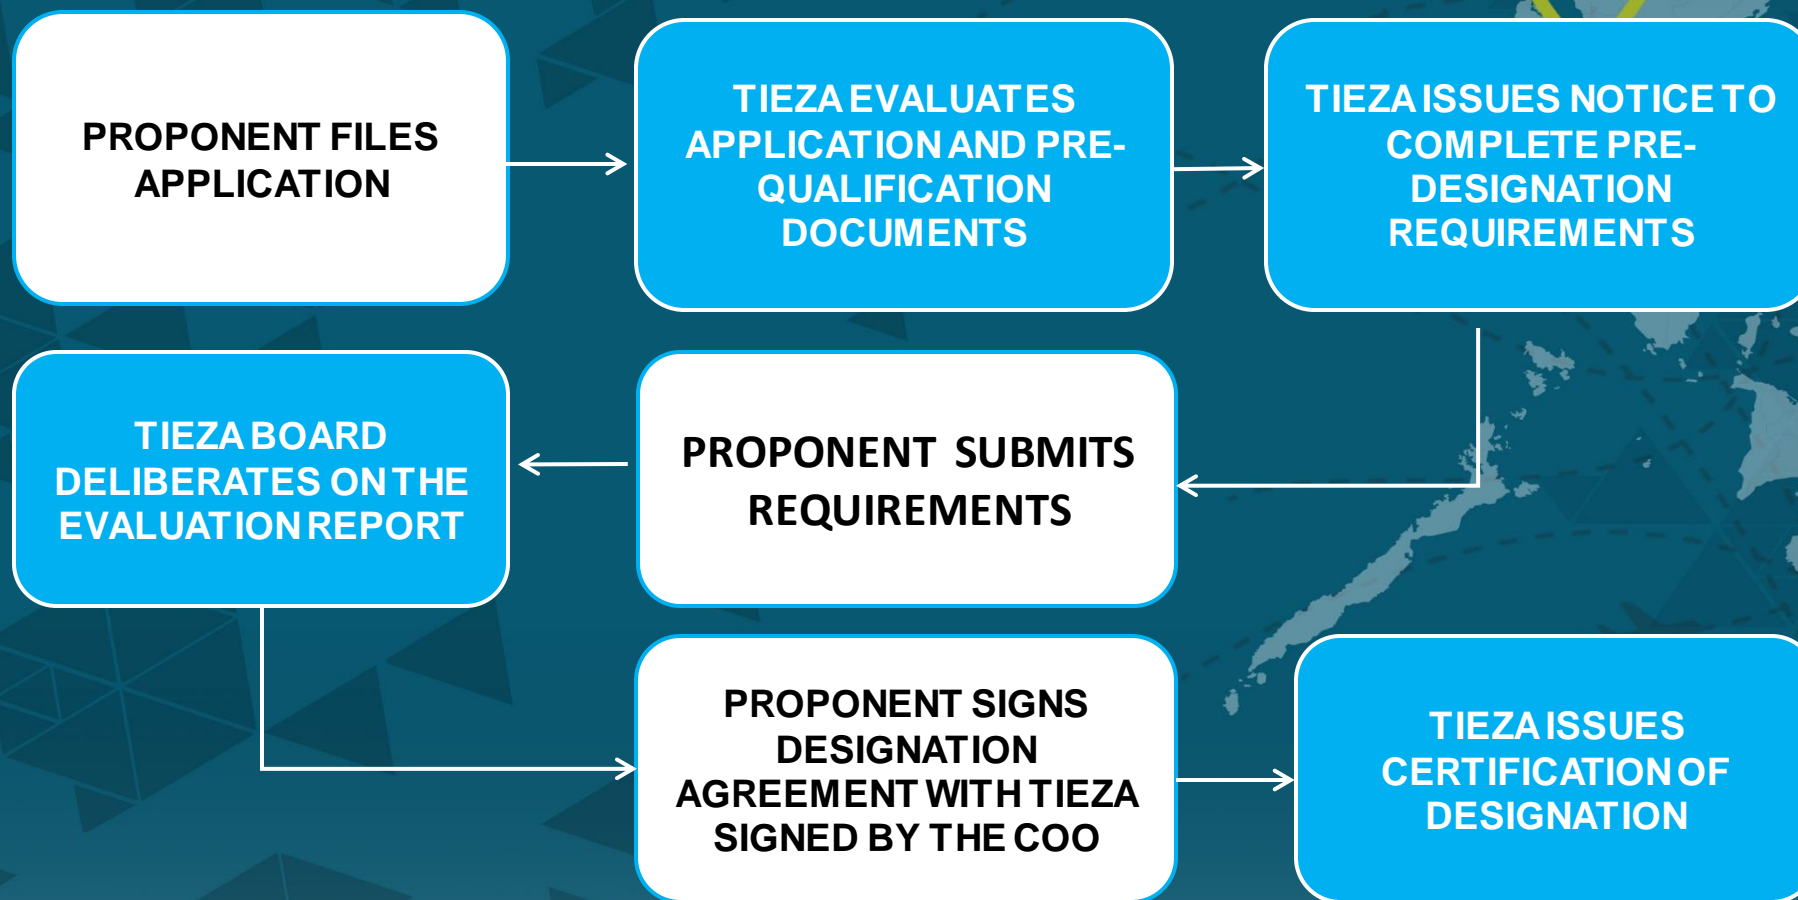 PROPONENT FILES
APPLICATION
TIEZA EVALUATES
APPLICATION AND PRE-
QUALIFICATION
DOCUMENTS
TIEZA ISSUES NOTICE TO
COMPLETE PRE-
DESIGNATION
REQUIREMENTS
TIEZA BOARD
DELIBERATES ON THE
EVALUATION REPORT
PROPONENT SUBMITS
REQUIREMENTS
PROPONENT SIGNS
DESIGNATION
AGREEMENT WITH TIEZA
SIGNED BY THE COO
TIEZA ISSUES
CERTIFICATION OF
DESIGNATION